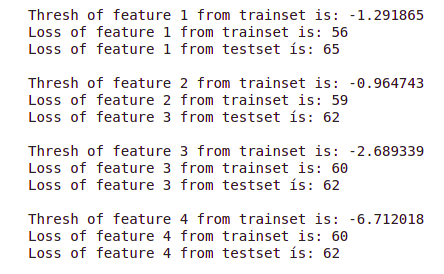 Thresh of feature 1 from trainset is: -1.291865
Loss of feature 1 from trainset is: 56
Loss of feature 1 from testset ís: 65
Thresh of feature 2 from trainset is: -0.964743
Loss of feature 2 from trainset is: 59
Loss of feature 3 from testset ís: 62
Thresh of feature 3 from trainset is: -2.689339
Loss of feature 3 from trainset is: 60
Loss of feature 3 from testset ís: 62
Thresh of feature 4 from trainset is: -6.712018
Loss of feature 4 from trainset is: 60
Loss of feature 4 from testset ís: 62